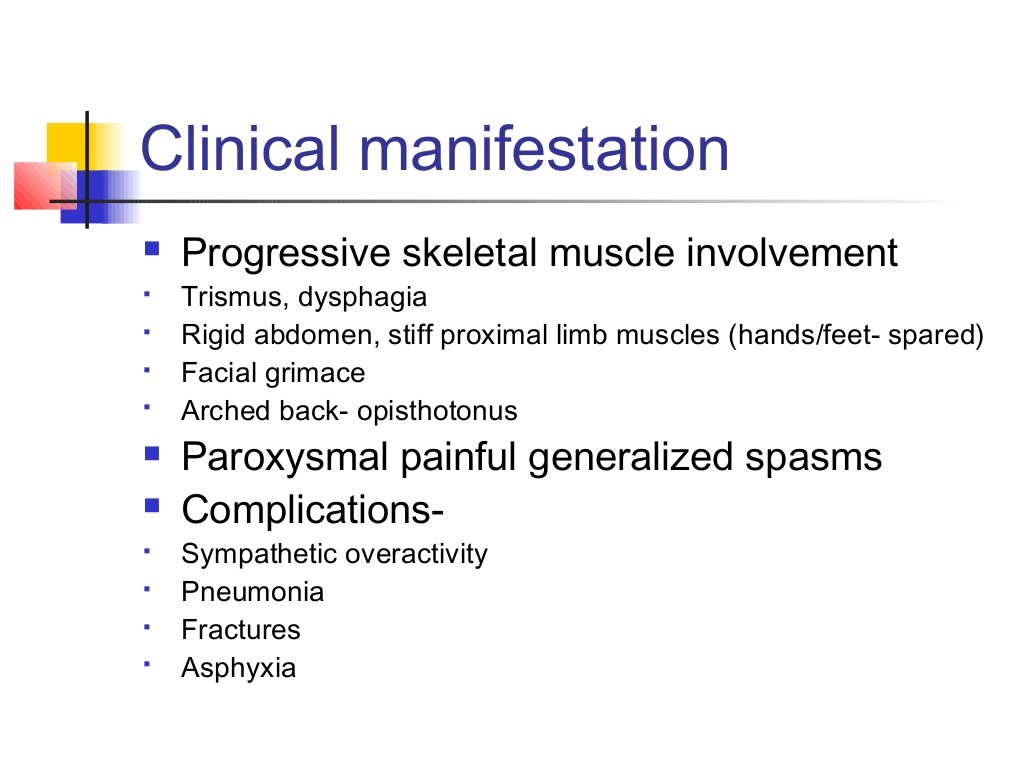 Clinical manifestation
Progressive skeletal muscle involvement
Trismus, dysphagia
Rigid abdomen, stiff proximal limb muscles (hands/feet- spared)
Facial grimace
Arched back- opisthotonus
Paroxysmal painful generalized spasms
Complications-
Sympathetic overactivity
Pneumonia
Fractures
Asphyxia